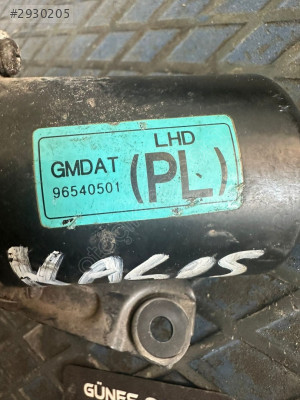 #2930205
LHD
GMDAT (PL)
96540501
KALOS
GÜNEŞ